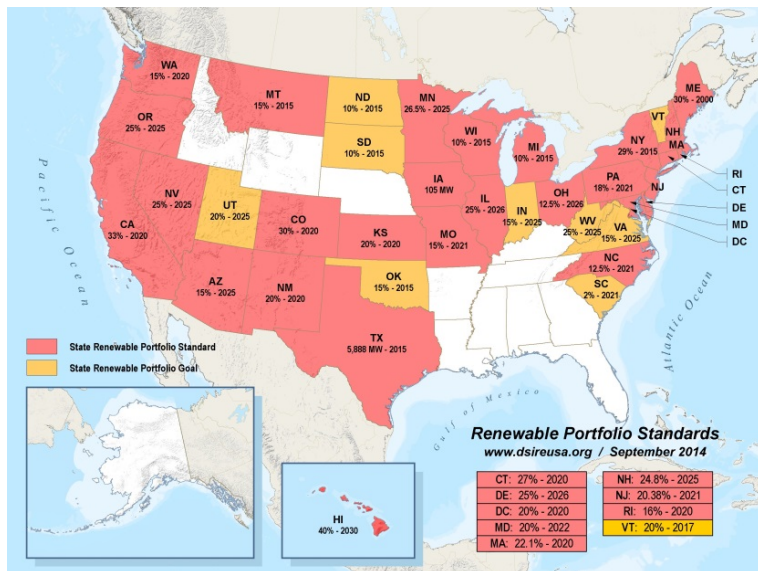 WA
15% - 2020
MT
15% - 2015
ND
10% - 2015
MN
26.5% - 2025
ME
30% - 2000
VT
NH
MA
OR
25% - 2025
SD
10% - 2015
WI
10% - 2015
MI
10% - 2015
NY
29% - 2015
RI
CT
DE
MD
DC
IA
105 MW
PA
18% - 2021
NJ
NV
25% - 2025
UT
20% - 2025
CO
30% - 2020
IL
25% - 2026
IN
15% - 2025
OH
12.5% - 2026
WV
25% - 2025
VA
15% - 2025
CA
33% - 2020
KS
20% - 2020
MO
15% - 2021
NC
12.5% - 2021
AZ
15% - 2025
NM
20% - 2020
OK
15% - 2015
SC
2% - 2021
TX
5,888 MW - 2015
Pacific Ocean
Atlantic Ocean
Gulf of Mexico
State Renewable Portfolio Standard
State Renewable Portfolio Goal
HI
40% - 2030
Renewable Portfolio Standards
www.dsireusa.org / September 2014
CT: 27% - 2020
DE: 25% - 2026
DC: 20% - 2020
MD: 20% - 2022
MA: 22.1% - 2020
NH: 24.8% - 2025
NJ: 20.38% - 2021
RI: 16% - 2020
VT: 20% - 2017